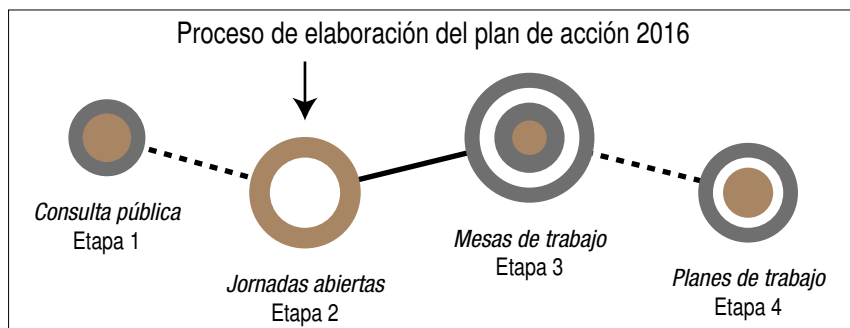 Proceso de elaboración del plan de acción 2016
Consulta pública
Etapa 1
Jornadas abiertas
Etapa 2
Mesas de trabajo
Etapa 3
Planes de trabajo
Etapa 4